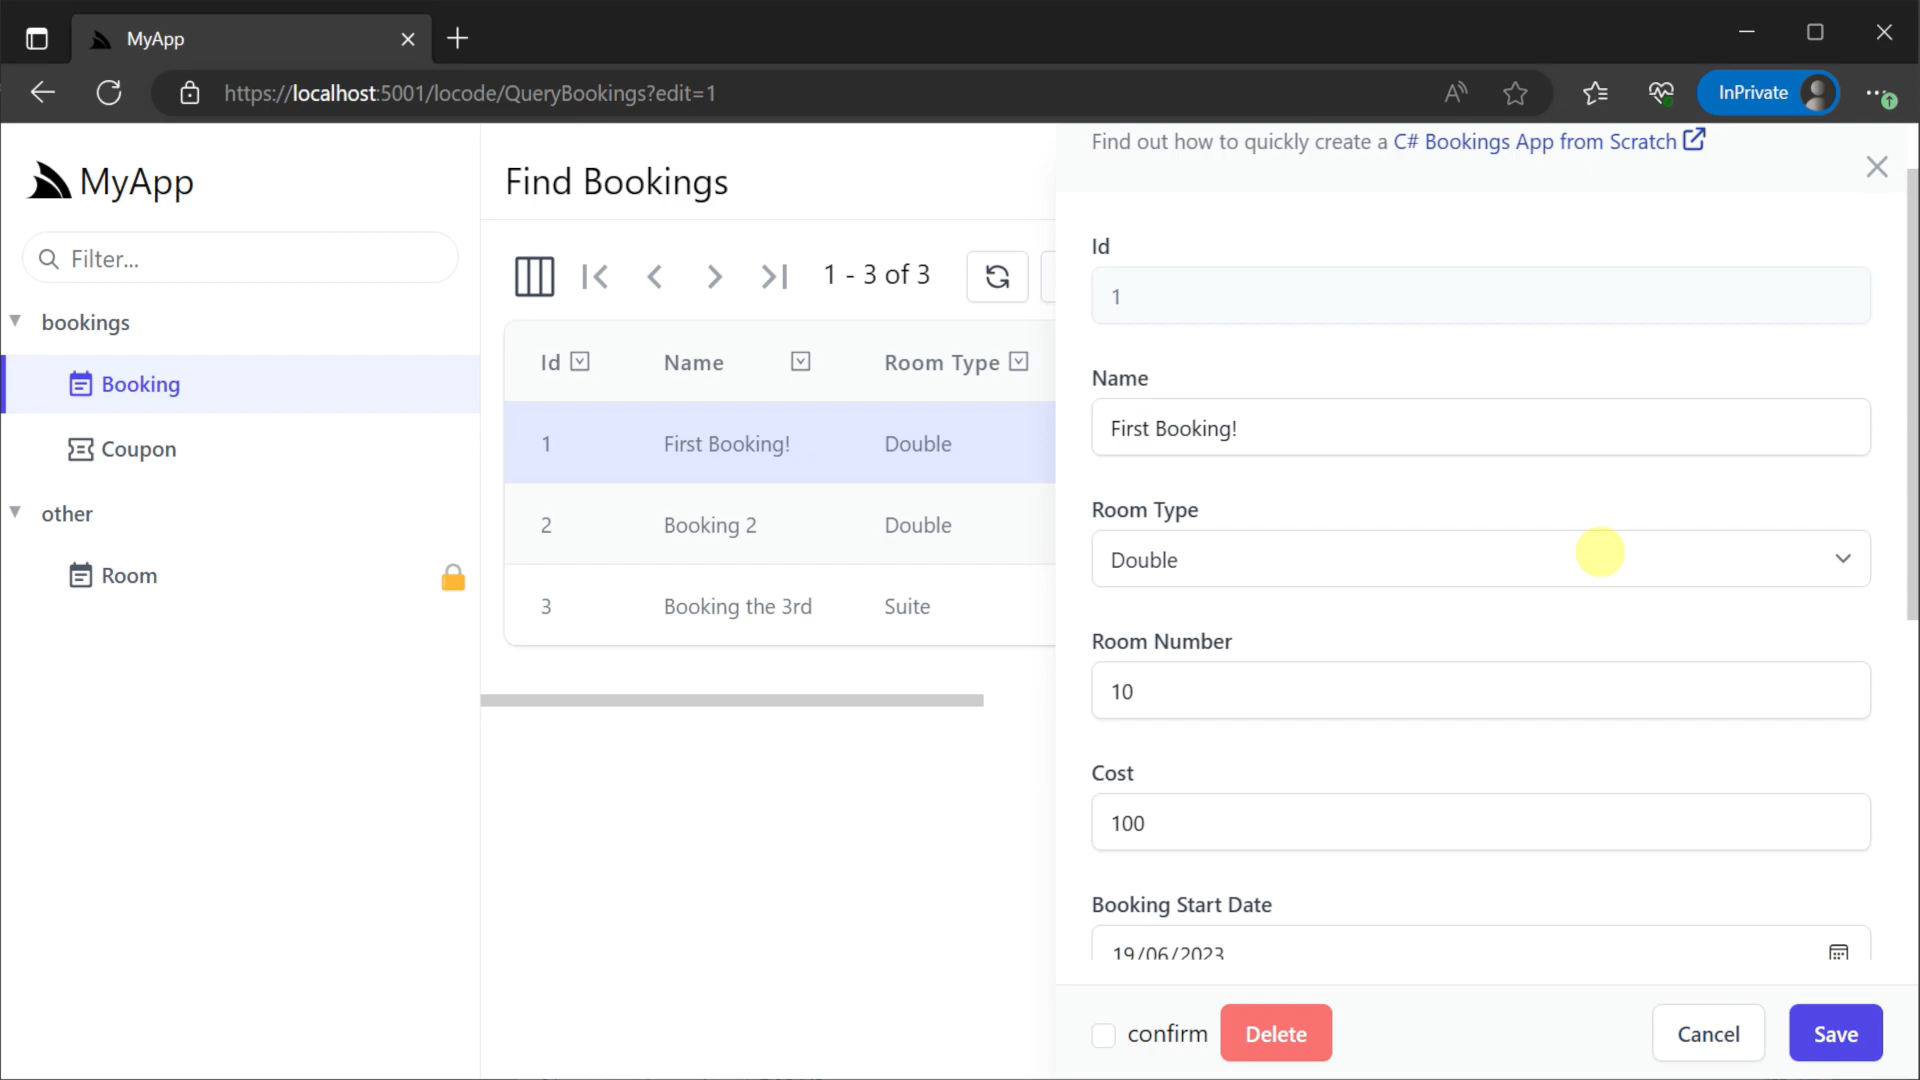 MyApp
https://localhost:5001/locode/QueryBookings?edit=1
InPrivate
MyApp
Filter...
bookings
Booking
Coupon
other
Room
Find Bookings
1 - 3 of 3
Id Name Room Type
1 First Booking! Double
2 Booking 2 Double
3 Booking the 3rd Suite
Find out how to quickly create a C# Bookings App from Scratch
Id
1
Name
First Booking!
Room Type
Double
Room Number
10
Cost
100
Booking Start Date
19/06/2023
confirm Delete Cancel Save